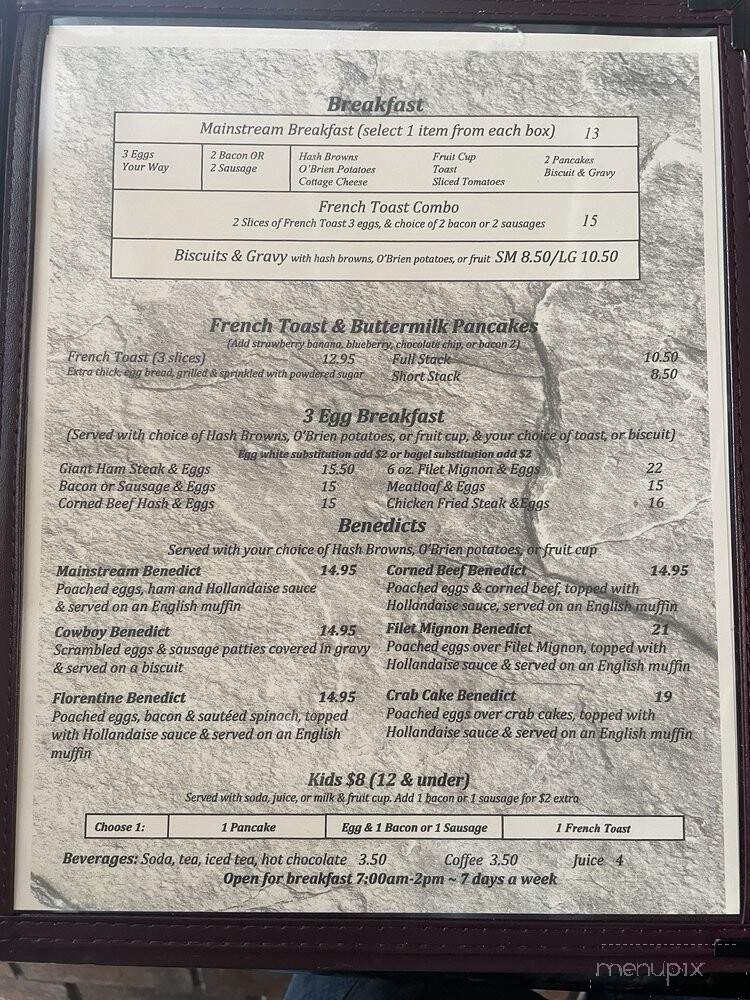 Breakfast
Mainstream Breakfast (select 1 item from each box) 13
3 Eggs
Your Way
2 Bacon OR
2 Sausage
Hash Browns
O'Brien Potatoes
Cottage Cheese
Fruit Cup
Toast
Sliced Tomatoes
2 Pancakes
Biscuit & Gravy
French Toast Combo
2 Slices of French Toast 3 eggs, & choice of 2 bacon or 2 sausages 15
Biscuits & Gravy with hash browns, O'Brien potatoes, or fruit SM 8.50/LG 10.50
French Toast & Buttermilk Pancakes
(Add strawberry banana, blueberry, chocolate chip, or bacon 2)
French Toast (3 slices) 12.95
Extra thick, egg bread, grilled & sprinkled with powdered sugar
Full Stack 10.50
Short Stack 8.50
3 Egg Breakfast
(Served with choice of Hash Browns, O'Brien potatoes, or fruit cup, & your choice of toast, or biscuit)
Egg white substitution add $2 or bagel substitution add $2
Giant Ham Steak & Eggs 15.50 6 oz. Filet Mignon & Eggs 22
Bacon or Sausage & Eggs 15 Meatloaf & Eggs 15
Corned Beef Hash & Eggs 15 Chicken Fried Steak &Eggs 16
Benedicts
Served with your choice of Hash Browns, O'Brien potatoes, or fruit cup
Mainstream Benedict 14.95
Poached eggs, ham and Hollandaise sauce
& served on an English muffin
Corned Beef Benedict 14.95
Poached eggs & corned beef, topped with
Hollandaise sauce, served on an English muffin
Cowboy Benedict 14.95
Scrambled eggs & sausage patties covered in gravy
& served on a biscuit
Filet Mignon Benedict 21
Poached eggs over Filet Mignon, topped with
Hollandaise sauce & served on an English muffin
Florentine Benedict 14.95
Poached eggs, bacon & sautéed spinach, topped
with Hollandaise sauce & served on an English
muffin
Crab Cake Benedict 19
Poached eggs over crab cakes, topped with
Hollandaise sauce & served on an English muffin
Kids $8 (12 & under)
Served with soda, juice, or milk & fruit cup. Add 1 bacon or 1 sausage for $2 extra
Choose 1: 1 Pancake Egg & 1 Bacon or 1 Sausage 1 French Toast
Beverages: Soda, tea, iced tea, hot chocolate 3.50 Coffee 3.50 Juice 4
Open for breakfast 7:00am-2pm ~ 7 days a week
menupix